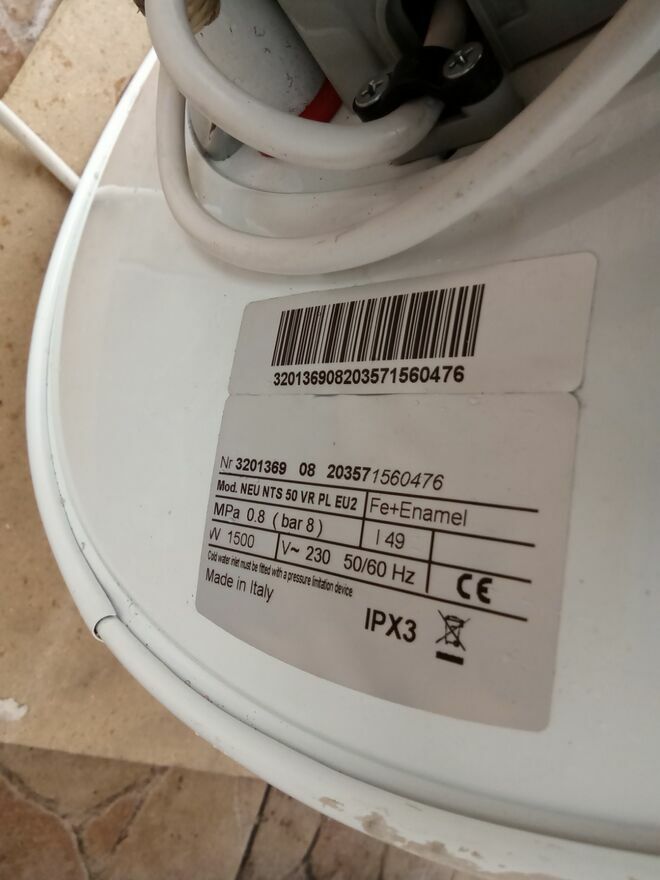 320136908203571560476
Nr 3201369 08 203571560476
Mod. NEU NTS 50 VR PL EU2 Fe+Enamel
MPa 0.8 ( bar 8 ) l 49
W 1500 V~ 230 50/60 Hz CE
Cold water inlet must be fitted with a pressure limitation device
Made in Italy
IPX3